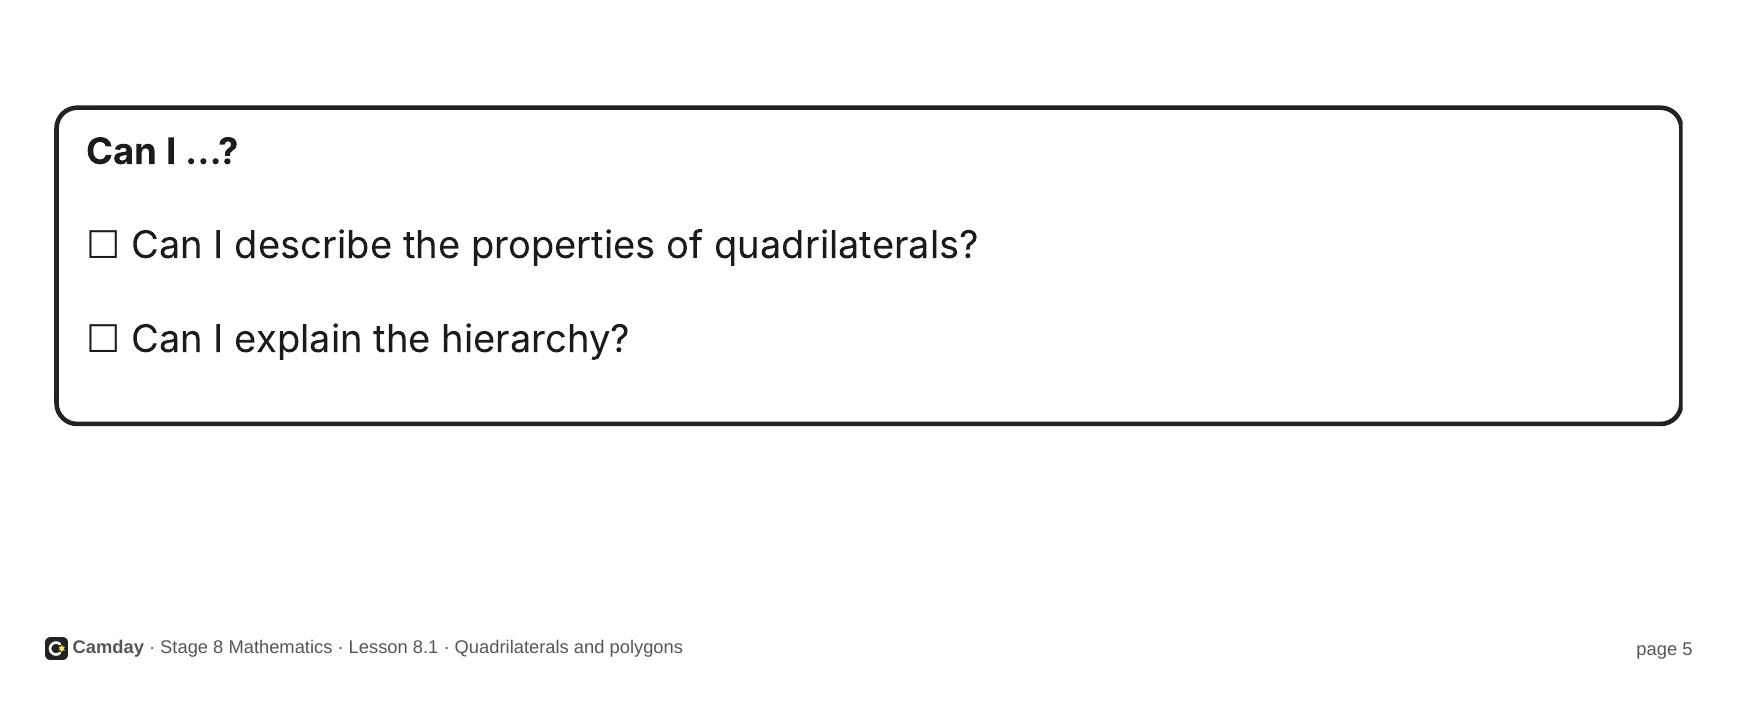 Can I …?
☐ Can I describe the properties of quadrilaterals?
☐ Can I explain the hierarchy?
Camday · Stage 8 Mathematics · Lesson 8.1 · Quadrilaterals and polygons
page 5